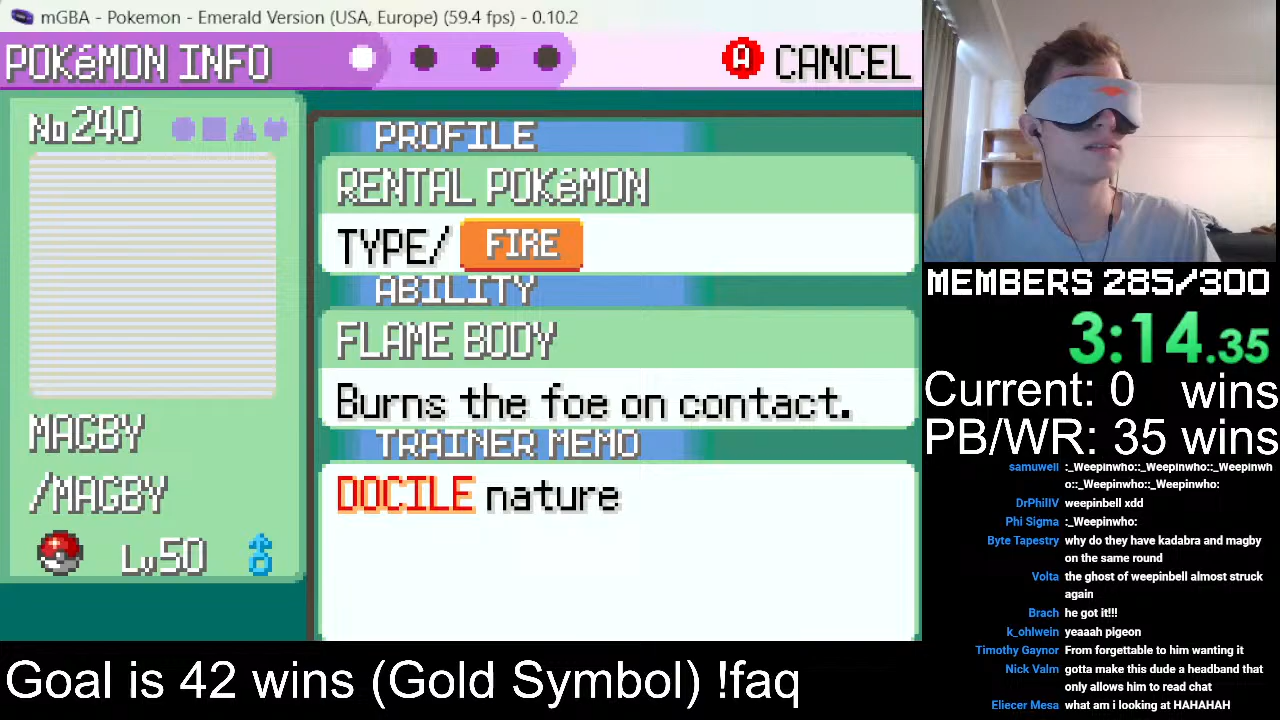 mGBA - Pokemon - Emerald Version (USA, Europe) (59.4 fps) - 0.10.2
POKéMON INFO
A CANCEL
No240
PROFILE
RENTAL POKéMON
TYPE/ FIRE
ABILITY
FLAME BODY
Burns the foe on contact.
TRAINER MEMO
DOCILE nature
MAGBY
/MAGBY
Lv50
MEMBERS 285/300
3:14.35
Current: 0 wins
PB/WR: 35 wins
samuwell :_Weepinwho::_Weepinwho::_Weepinwh
o::_Weepinwho::_Weepinwho:
DrPhillV weepinbell xdd
Phi Sigma :_Weepinwho:
Byte Tapestry why do they have kadabra and magby
on the same round
Volta the ghost of weepinbell almost struck
again
Brach he got it!!!
k_ohlwein yeaaah pigeon
Timothy Gaynor From forgettable to him wanting it
Nick Valm gotta make this dude a headband that
only allows him to read chat
Eliecer Mesa what am i looking at HAHAHAH
Goal is 42 wins (Gold Symbol) !faq